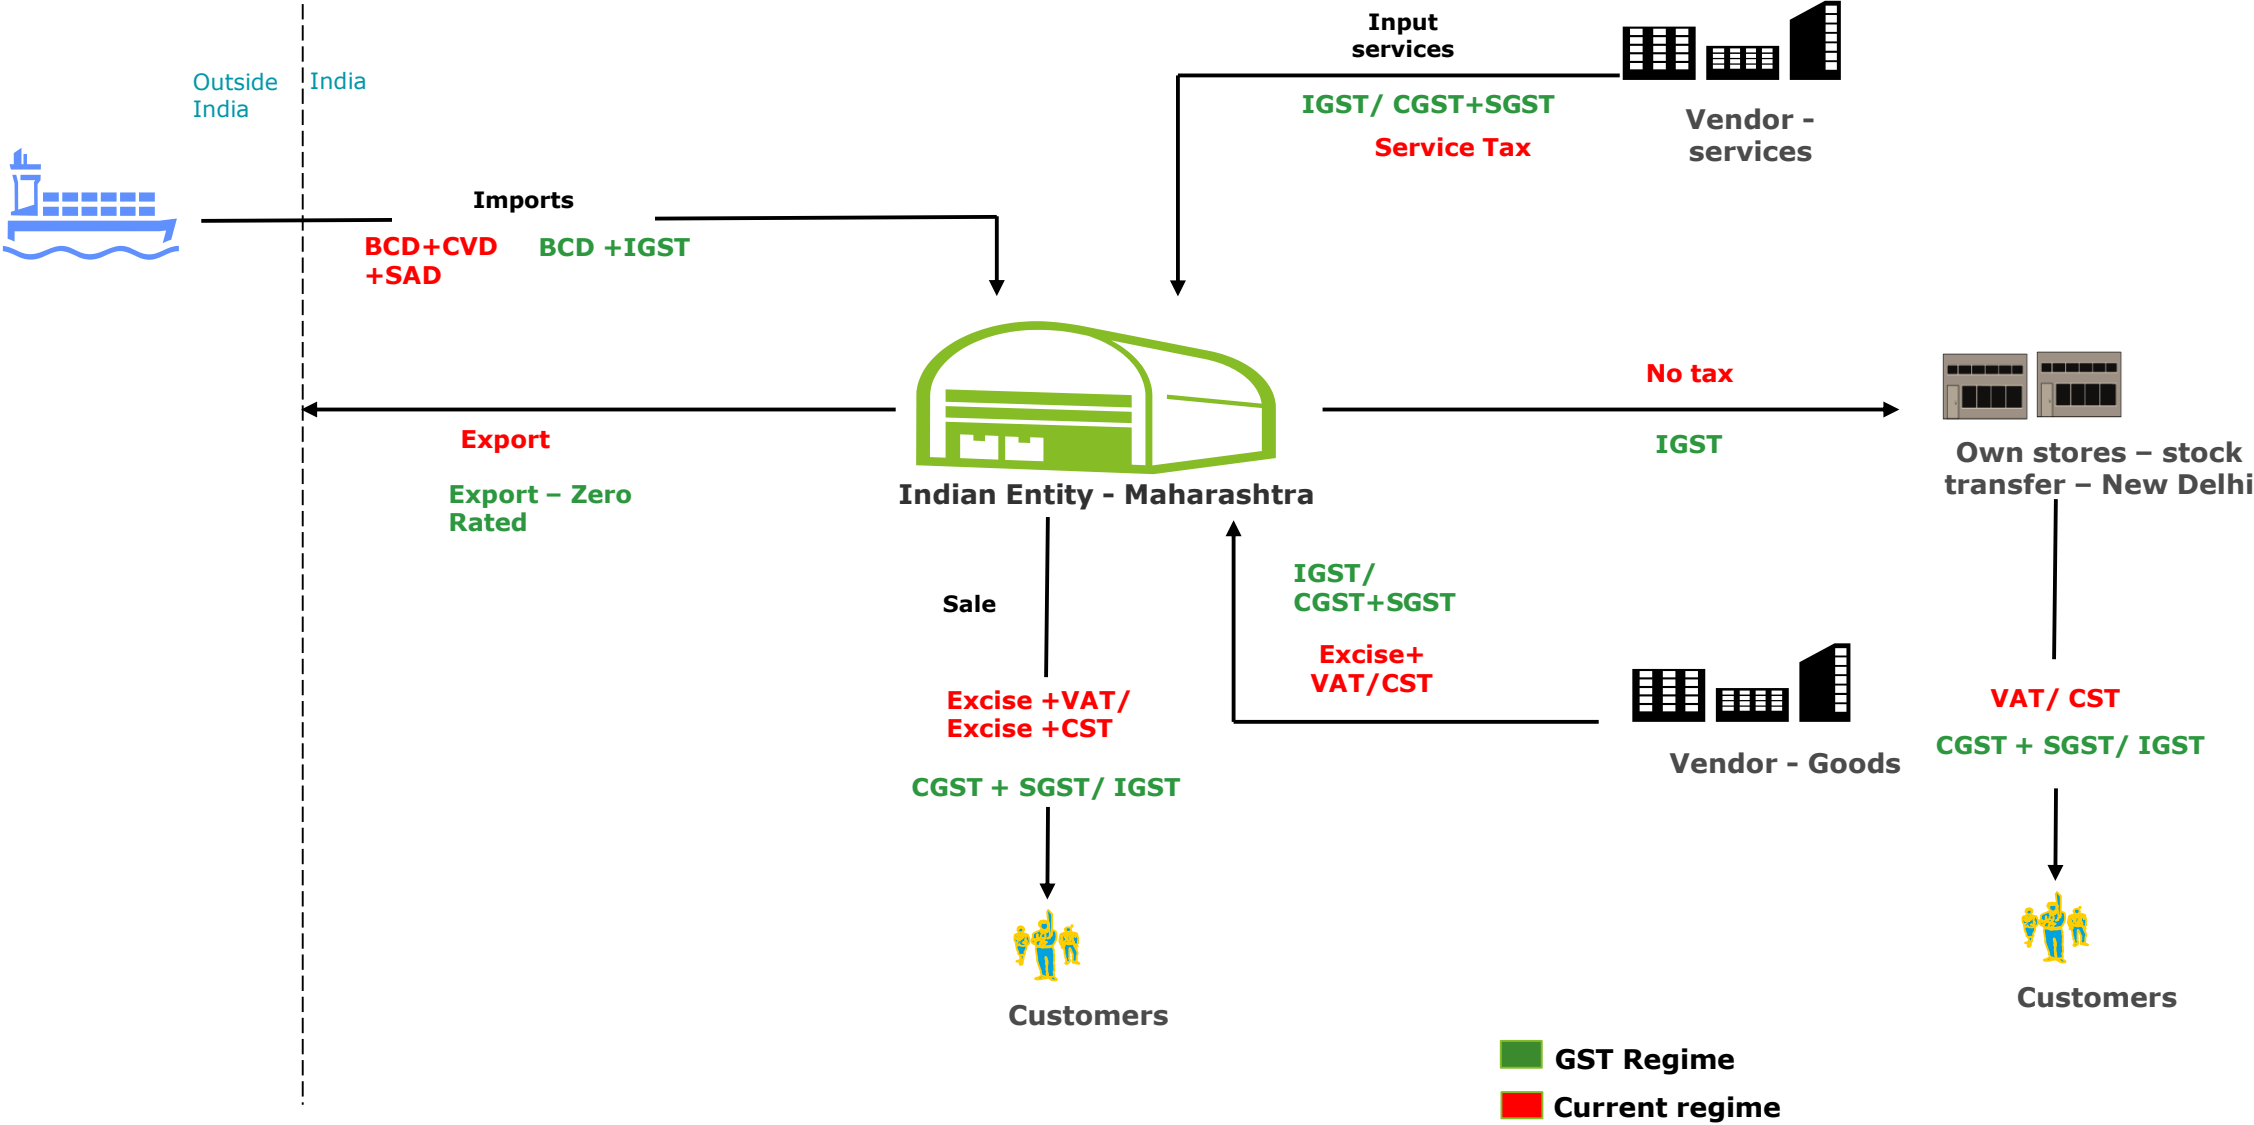 Input
services
Outside
India
India
IGST/ CGST+SGST
Service Tax
Vendor -
services
Imports
BCD+CVD
+SAD
BCD +IGST
No tax
IGST
Export
Export – Zero
Rated
Indian Entity - Maharashtra
Own stores – stock
transfer – New Delhi
Sale
IGST/
CGST+SGST
Excise+
VAT/CST
Excise +VAT/
Excise +CST
CGST + SGST/ IGST
Vendor - Goods
VAT/ CST
CGST + SGST/ IGST
Customers
Customers
GST Regime
Current regime